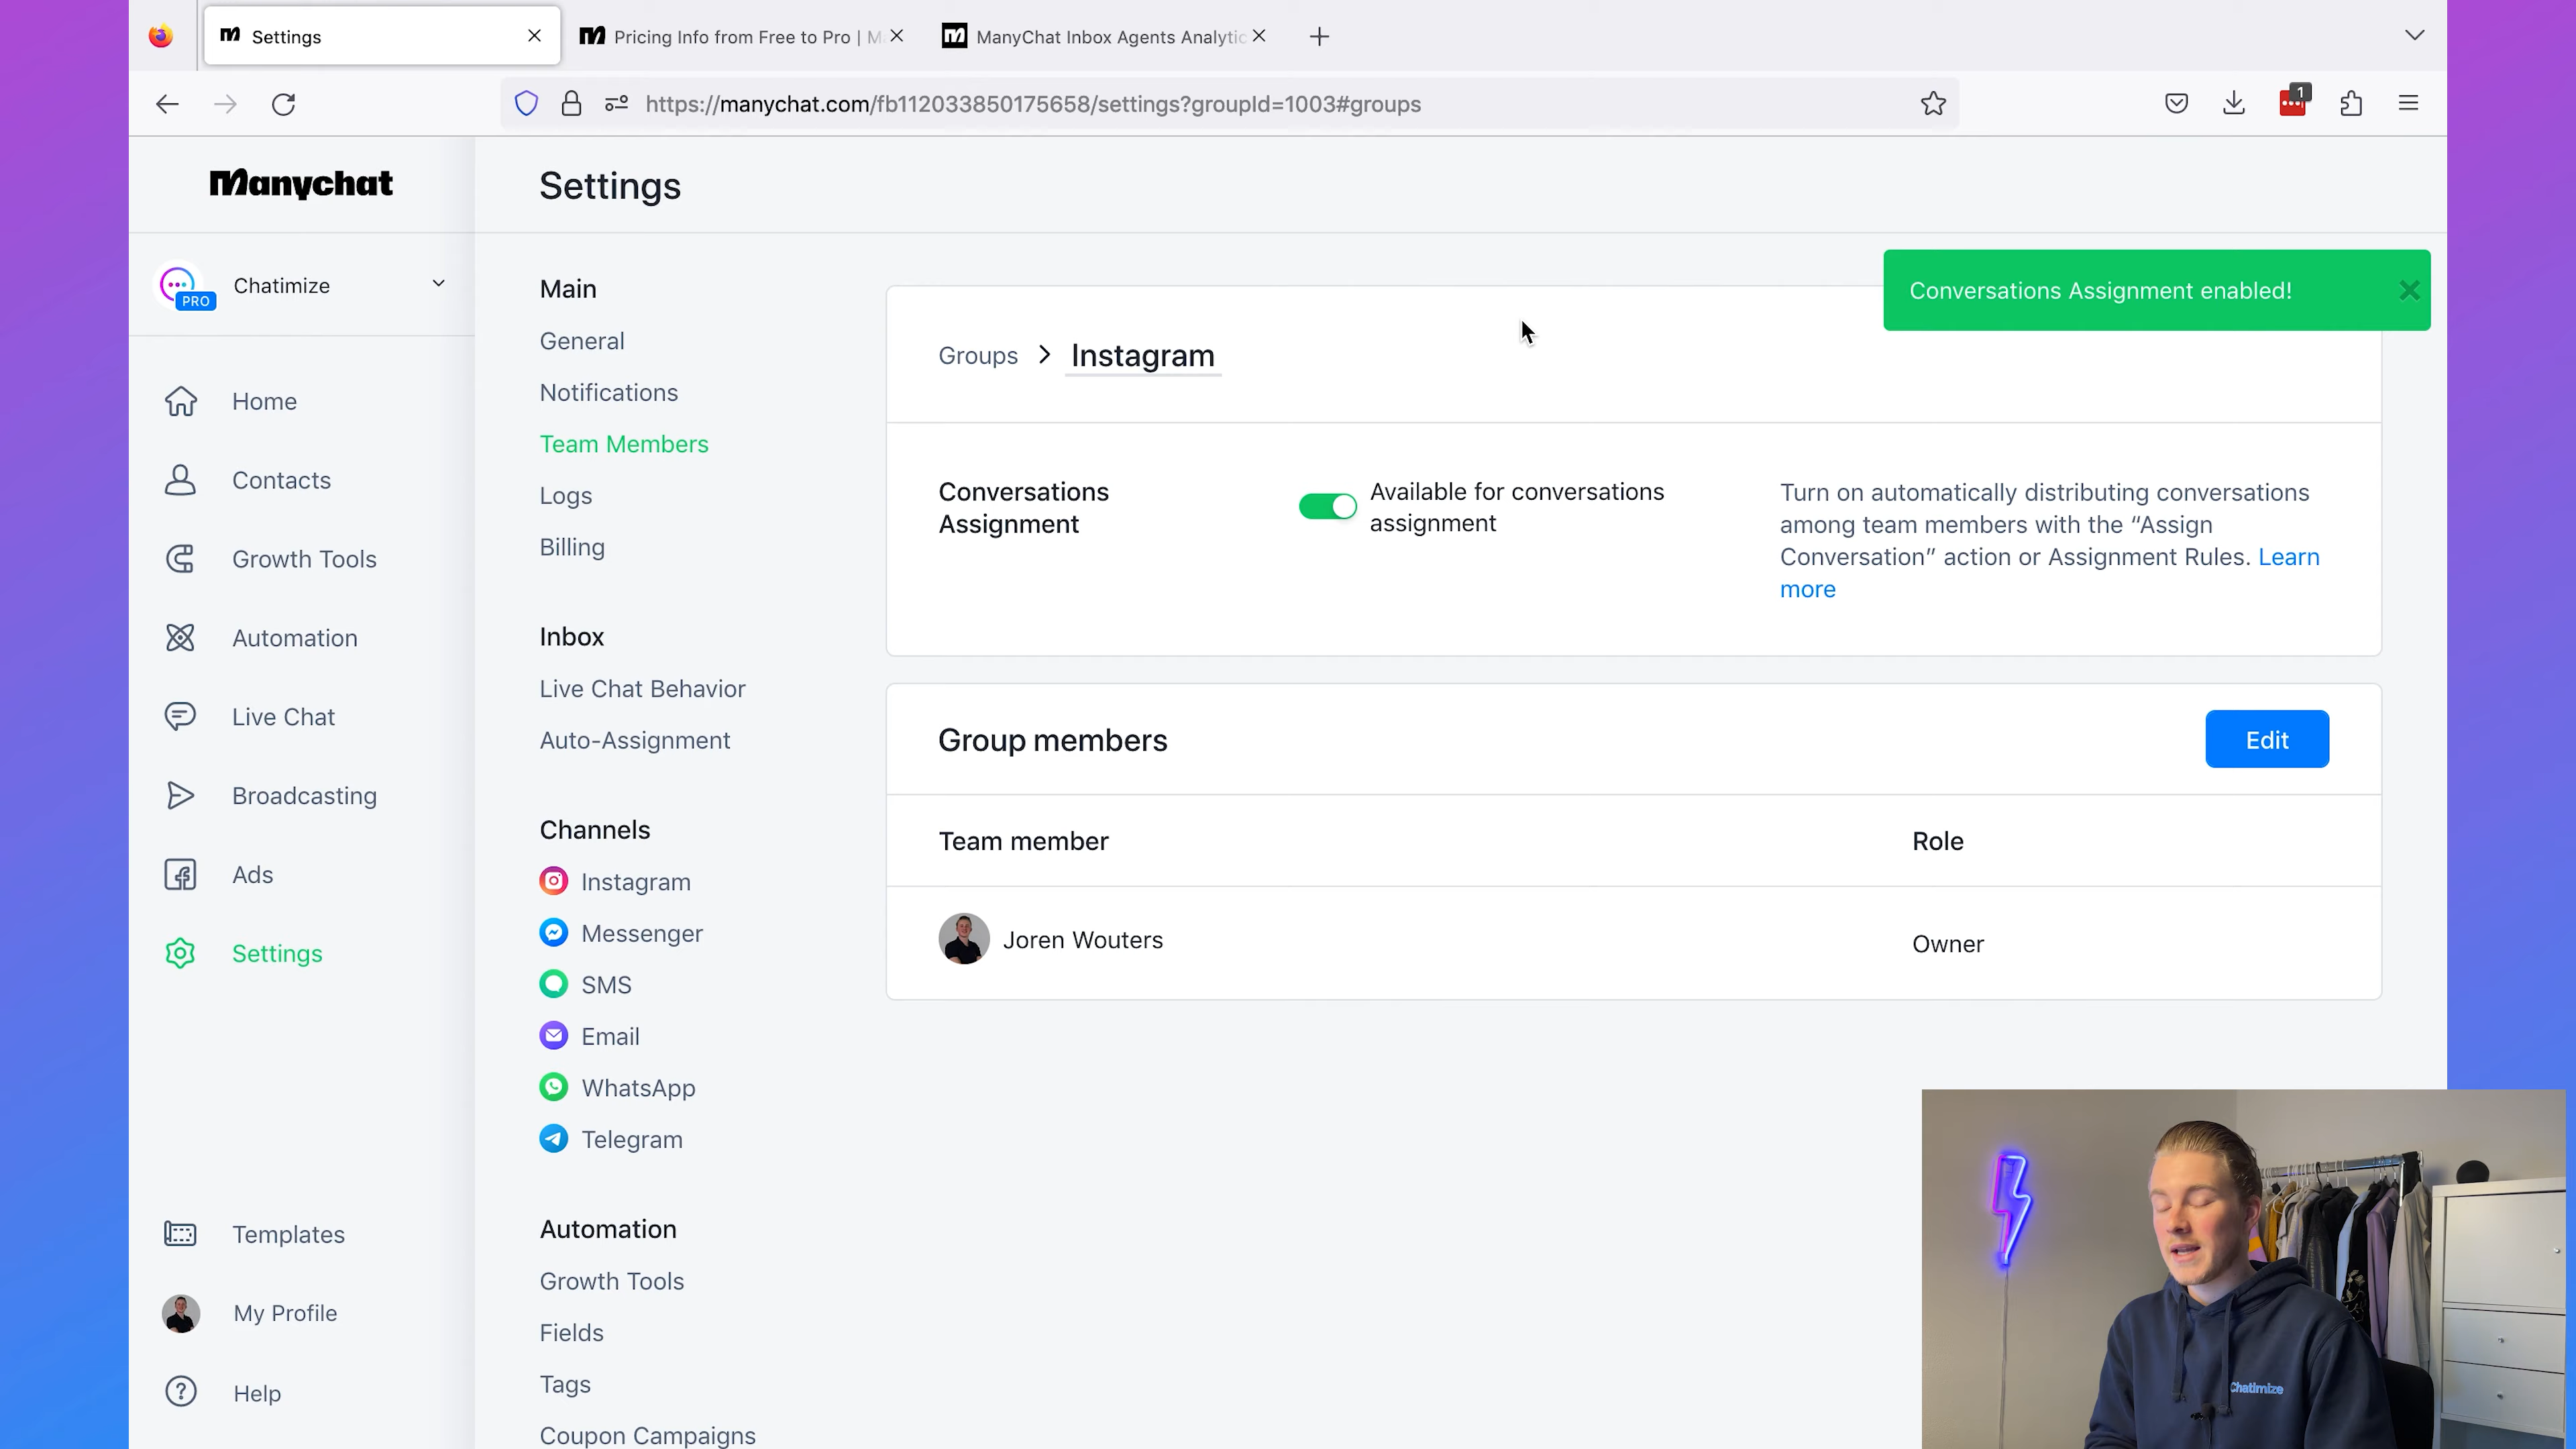 Settings
Pricing Info from Free to Pro | M
ManyChat Inbox Agents Analytic
https://manychat.com/fb112033850175658/settings?groupId=1003#groups
1
Manychat
Settings
PRO
Chatimize
Home
Contacts
Growth Tools
Automation
Live Chat
Broadcasting
Ads
Settings
Templates
My Profile
Help
Main
General
Notifications
Team Members
Logs
Billing
Inbox
Live Chat Behavior
Auto-Assignment
Channels
Instagram
Messenger
SMS
Email
WhatsApp
Telegram
Automation
Growth Tools
Fields
Tags
Coupon Campaigns
Conversations Assignment enabled!
Groups > Instagram
Conversations
Assignment
Available for conversations
assignment
Turn on automatically distributing conversations
among team members with the “Assign
Conversation” action or Assignment Rules. Learn
more
Group members
Edit
Team member
Role
Joren Wouters
Owner
Chatimize